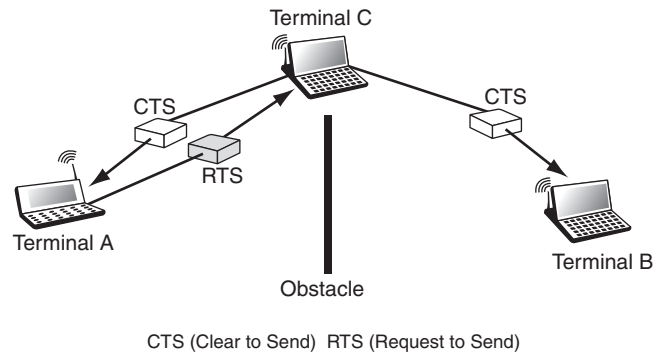 Terminal C
CTS
CTS
RTS
Terminal A
Terminal B
Obstacle
CTS (Clear to Send) RTS (Request to Send)